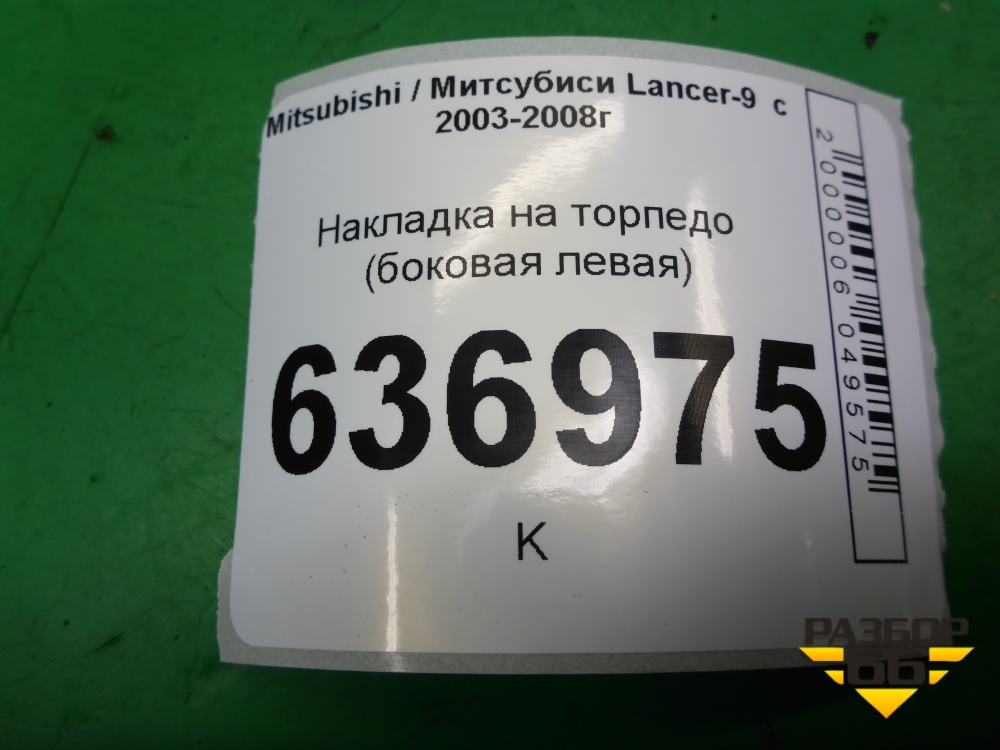 Mitsubishi / Митсубиси Lancer-9 с
2003-2008г
Накладка на торпедо
(боковая левая)
636975
К
2000006049575
РАЗБОР
66